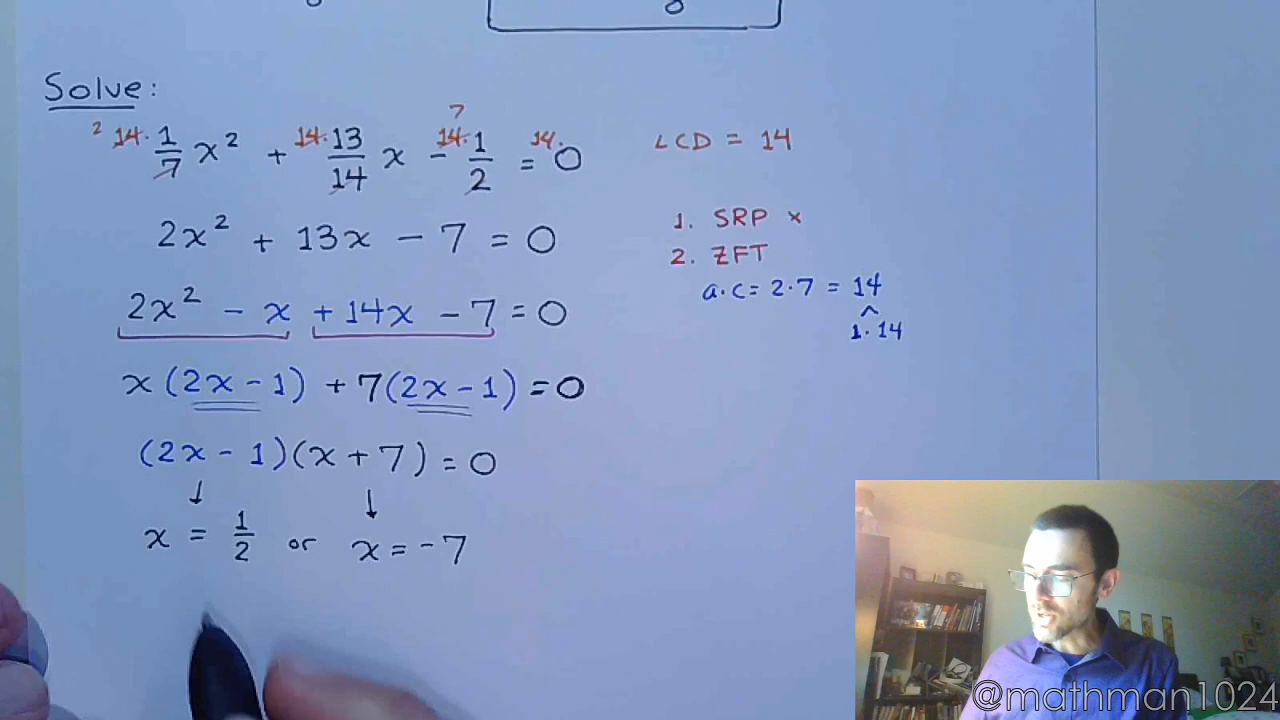 Solve:
2 14· 1/7 x² + 14· 13/14 x - 7 14· 1/2 = 14· 0
LCD = 14
2x² + 13x - 7 = 0
1. SRP ×
2. ZFT
a·c = 2·7 = 14
1·14
2x² - x + 14x - 7 = 0
x(2x - 1) + 7(2x - 1) = 0
(2x - 1)(x + 7) = 0
↓ ↓
x = 1/2 or x = -7
@mathman1024